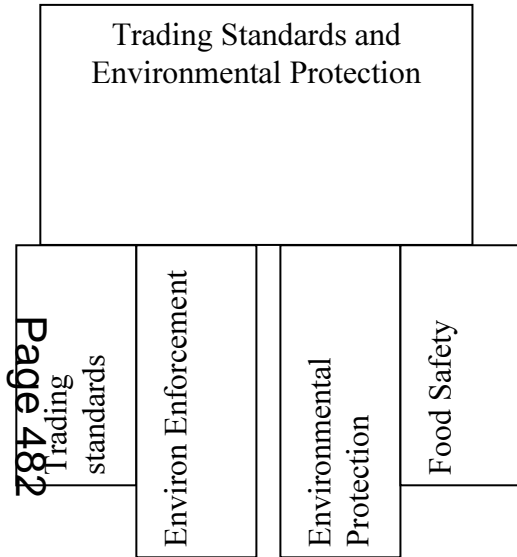 Trading Standards and
Environmental Protection
Page 482
Trading
standards
Environ Enforcement
Environmental
Protection
Food Safety